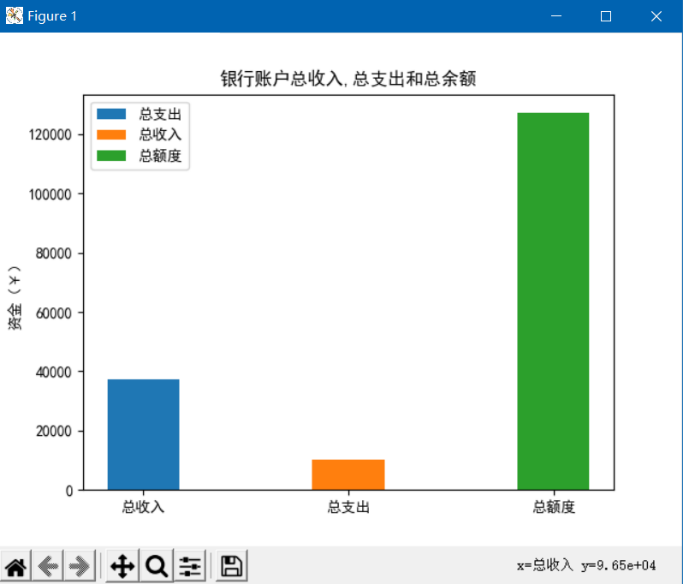 Figure 1
银行账户总收入,总支出和总余额
总支出
总收入
总额度
120000
100000
80000
60000
40000
20000
0
资金 (元)
总收入
总支出
总额度
x=总收入 y=9.65e+04